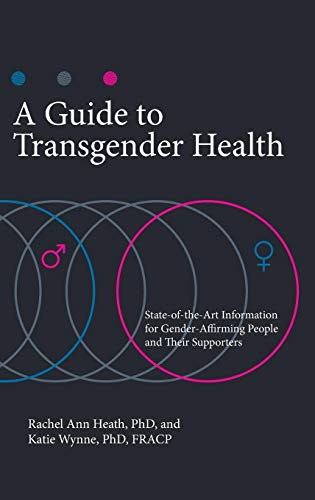 A Guide to
Transgender Health
State-of-the-Art Information
for Gender-Affirming People
and Their Supporters
Rachel Ann Heath, PhD, and
Katie Wynne, PhD, FRACP